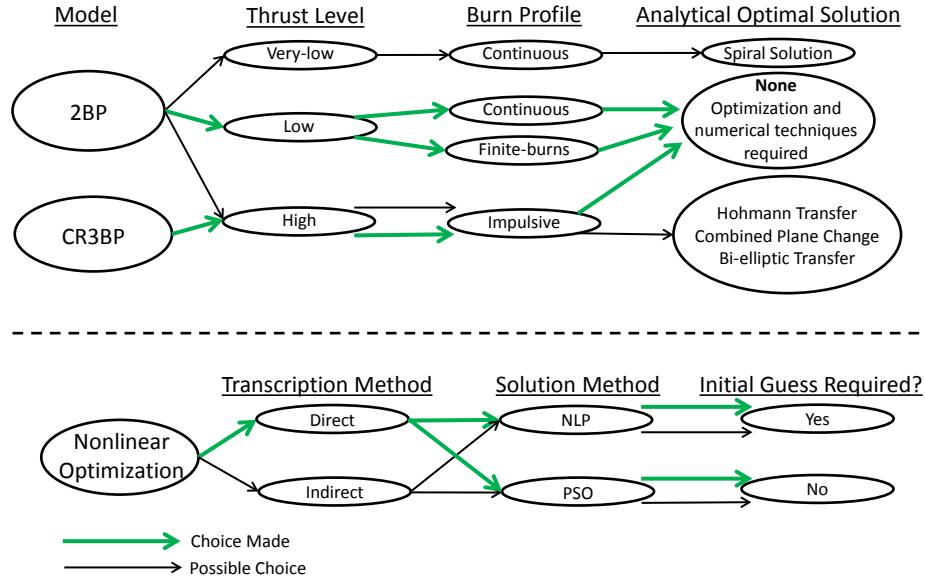 Model Thrust Level Burn Profile Analytical Optimal Solution
Very-low Continuous Spiral Solution
2BP Low Continuous None
Optimization and
numerical techniques
required
Finite-burns
CR3BP High Impulsive Hohmann Transfer
Combined Plane Change
Bi-elliptic Transfer
Transcription Method Solution Method Initial Guess Required?
Nonlinear
Optimization
Direct NLP Yes
Indirect PSO No
Choice Made
Possible Choice